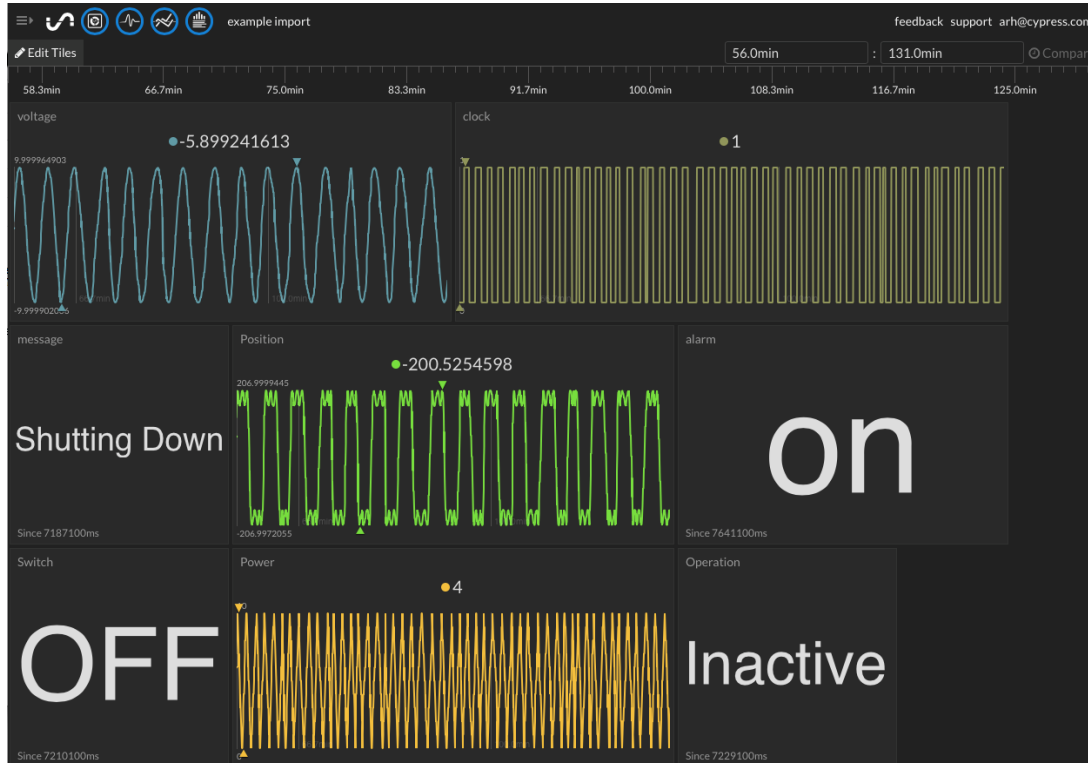 example import
feedback support arh@cypress.com
Edit Tiles
56.0min : 131.0min Compar
58.3min 66.7min 75.0min 83.3min 91.7min 100.0min 108.3min 116.7min 125.0min
voltage
-5.899241613
9.999964903
-9.999902056
clock
1
message
Shutting Down
Since 7187100ms
Position
-200.5254598
206.9999445
-206.9972055
alarm
on
Since 7641100ms
Switch
OFF
Since 7210100ms
Power
4
0
Operation
Inactive
Since 7229100ms